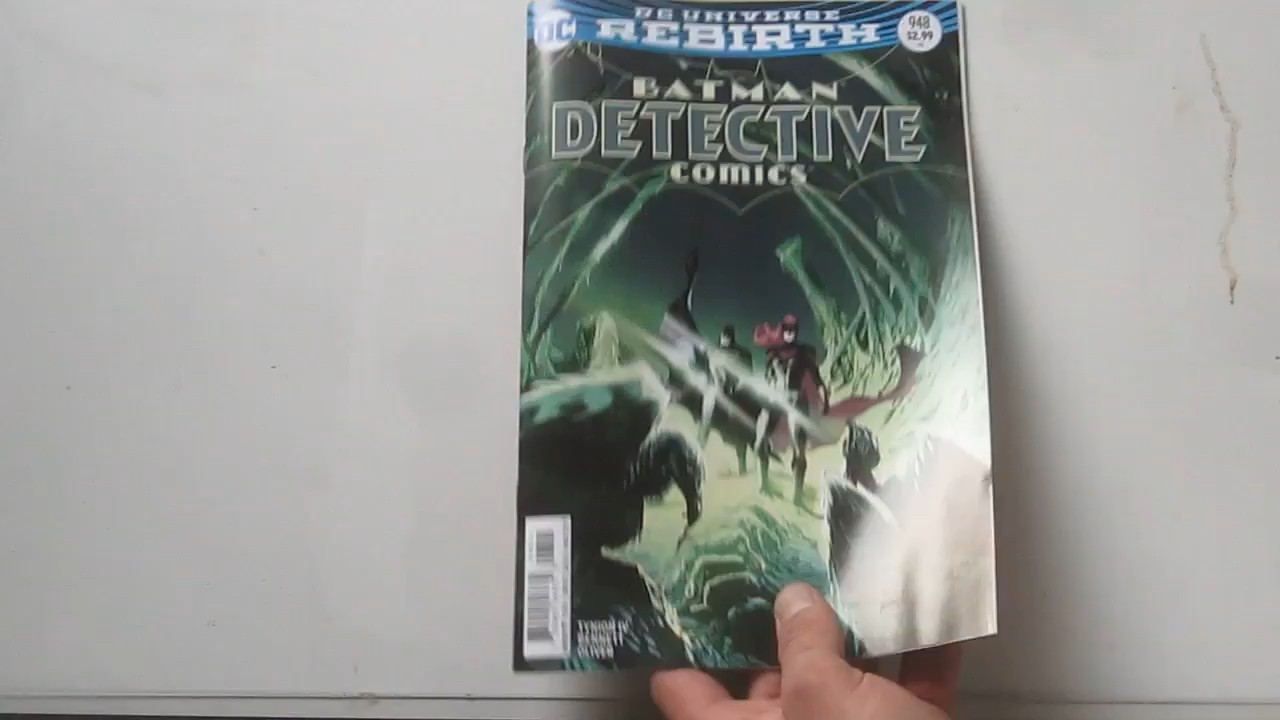 DC
DC UNIVERSE
REBIRTH
948
$2.99
BATMAN
DETECTIVE
COMICS
TYNION IV
BENNETT
OLIVER